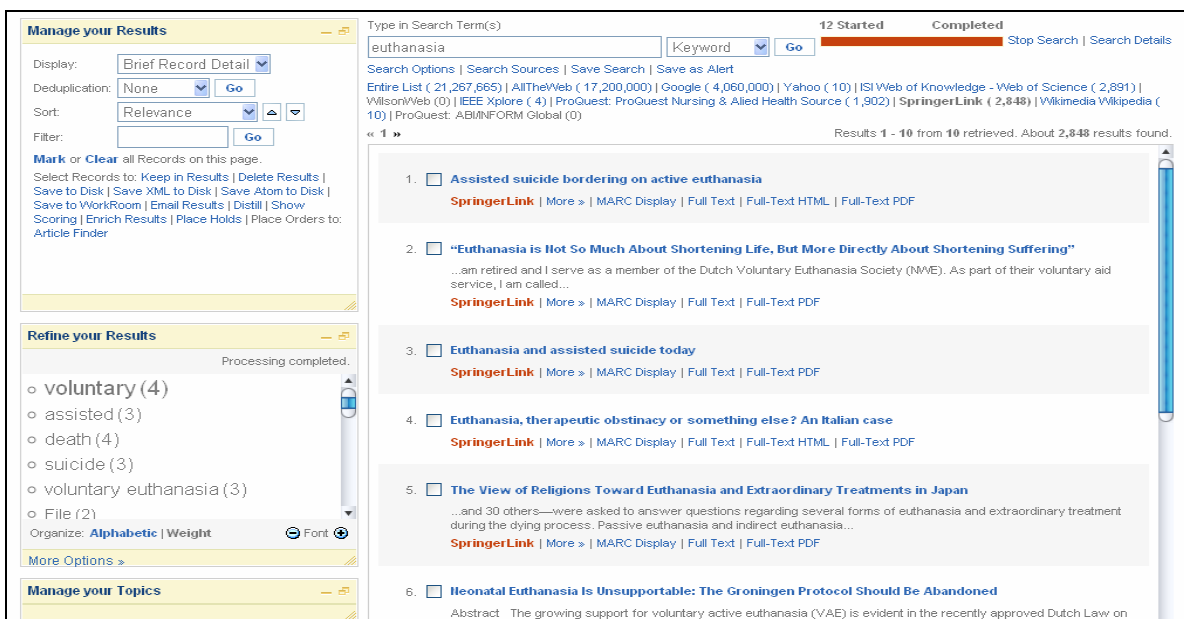 Manage your Results
Display: Brief Record Detail
Deduplication: None Go
Sort: Relevance
Filter: Go
Mark or Clear all Records on this page.
Select Records to: Keep in Results | Delete Results |
Save to Disk | Save XML to Disk | Save Atom to Disk |
Save to WorkRoom | Email Results | Distill | Show
Scoring | Enrich Results | Place Holds | Place Orders to:
Article Finder
Refine your Results
Processing completed.
voluntary (4)
assisted (3)
death (4)
suicide (3)
voluntary euthanasia (3)
File (2)
Organize: Alphabetic | Weight Font
More Options »
Manage your Topics
Type in Search Term(s) 12 Started Completed
euthanasia Keyword Go Stop Search | Search Details
Search Options | Search Sources | Save Search | Save as Alert
Entire List ( 21,267,665) | AllTheWeb ( 17,200,000) | Google ( 4,060,000) | Yahoo ( 10) | ISI Web of Knowledge - Web of Science ( 2,891) |
WilsonWeb (0) | IEEE Xplore ( 4) | ProQuest: ProQuest Nursing & Alied Health Source ( 1,902) | SpringerLink ( 2,848) | Wikimedia Wikipedia (
10) | ProQuest: ABI/INFORM Global (0)
« 1 » Results 1 - 10 from 10 retrieved. About 2,848 results found.
1. Assisted suicide bordering on active euthanasia
SpringerLink | More » | MARC Display | Full Text | Full-Text HTML | Full-Text PDF
2. “Euthanasia is Not So Much About Shortening Life, But More Directly About Shortening Suffering”
...am retired and I serve as a member of the Dutch Voluntary Euthanasia Society (NVVE). As part of their voluntary aid
service, I am called...
SpringerLink | More » | MARC Display | Full Text | Full-Text PDF
3. Euthanasia and assisted suicide today
SpringerLink | More » | MARC Display | Full Text | Full-Text PDF
4. Euthanasia, therapeutic obstinacy or something else? An Italian case
SpringerLink | More » | MARC Display | Full Text | Full-Text HTML | Full-Text PDF
5. The View of Religions Toward Euthanasia and Extraordinary Treatments in Japan
...and 30 others—were asked to answer questions regarding several forms of euthanasia and extraordinary treatment
during the dying process. Passive euthanasia and indirect euthanasia...
SpringerLink | More » | MARC Display | Full Text | Full-Text PDF
6. Neonatal Euthanasia Is Unsupportable: The Groningen Protocol Should Be Abandoned
Abstract The growing support for voluntary active euthanasia (VAE) is evident in the recently approved Dutch Law on